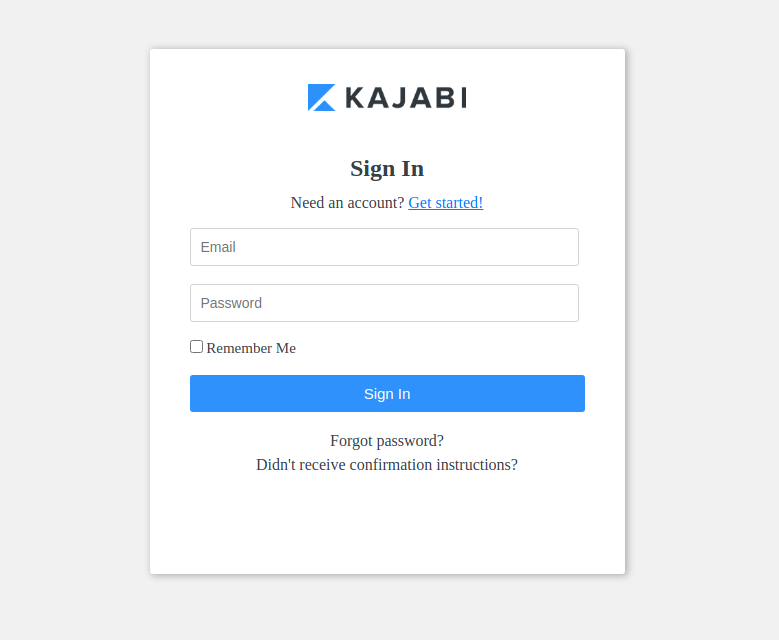 KAJABI
Sign In
Need an account? Get started!
Email
Password
Remember Me
Sign In
Forgot password?
Didn't receive confirmation instructions?